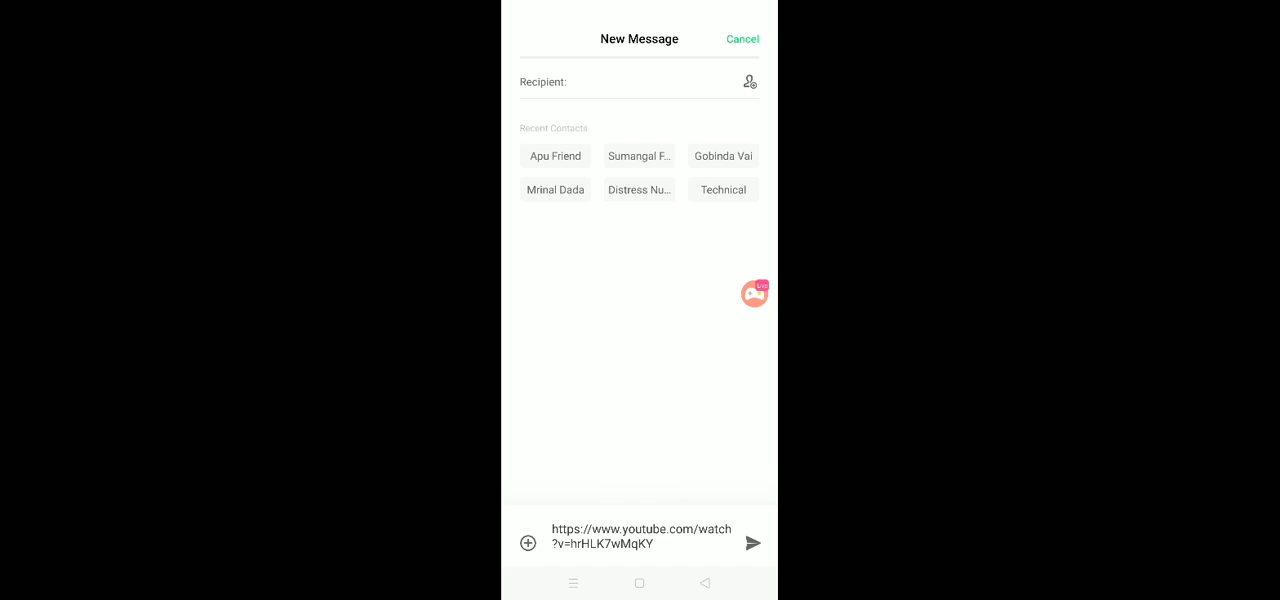 New Message Cancel
Recipient:
Recent Contacts
Apu Friend Sumangal F... Gobinda Vai
Mrinal Dada Distress Nu... Technical
Live
https://www.youtube.com/watch
?v=hrHLK7wMqKY